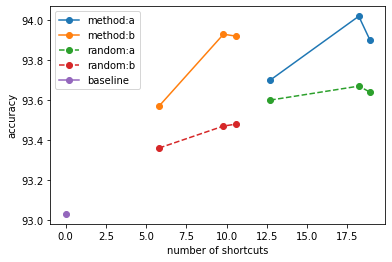 94.0
93.8
93.6
93.4
93.2
93.0
accuracy
method:a
method:b
random:a
random:b
baseline
0.0 2.5 5.0 7.5 10.0 12.5 15.0 17.5
number of shortcuts